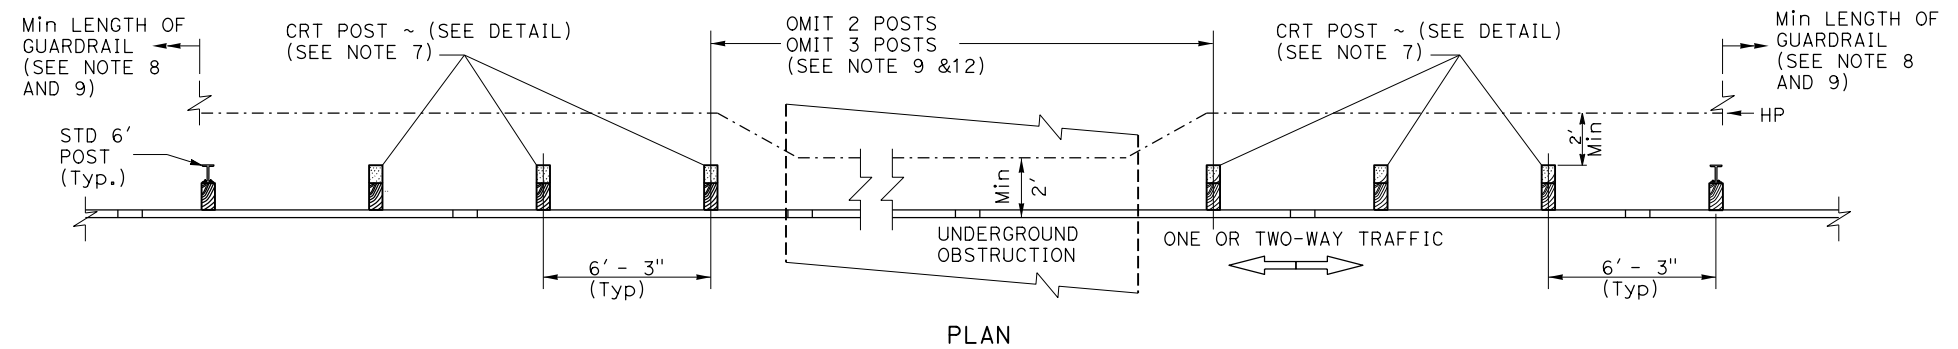 Min LENGTH OF
GUARDRAIL
(SEE NOTE 8
AND 9)
CRT POST ~ (SEE DETAIL)
(SEE NOTE 7)
OMIT 2 POSTS
OMIT 3 POSTS
(SEE NOTE 9 &12)
CRT POST ~ (SEE DETAIL)
(SEE NOTE 7)
Min LENGTH OF
GUARDRAIL
(SEE NOTE 8
AND 9)
HP
STD 6'
POST
(Typ.)
2'
Min
Min
2'
UNDERGROUND
OBSTRUCTION
ONE OR TWO-WAY TRAFFIC
6' - 3"
(Typ)
6' - 3"
(Typ)
PLAN